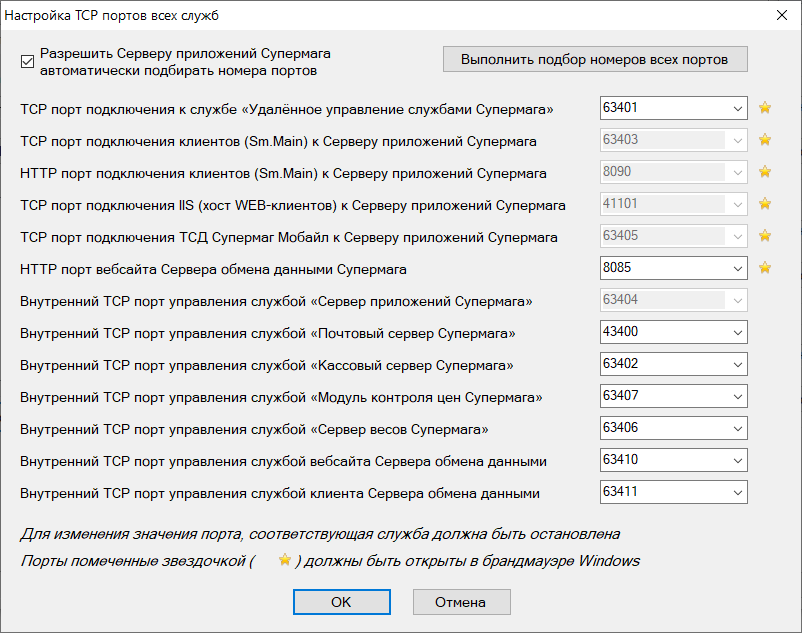 Настройка TCP портов всех служб
Разрешить Серверу приложений Супермага
автоматически подбирать номера портов
Выполнить подбор номеров всех портов
TCP порт подключения к службе «Удалённое управление службами Супермага» 63401
TCP порт подключения клиентов (Sm.Main) к Серверу приложений Супермага 63403
HTTP порт подключения клиентов (Sm.Main) к Серверу приложений Супермага 8090
TCP порт подключения IIS (хост WEB-клиентов) к Серверу приложений Супермага 41101
TCP порт подключения ТСД Супермаг Мобайл к Серверу приложений Супермага 63405
HTTP порт вебсайта Сервера обмена данными Супермага 8085
Внутренний TCP порт управления службой «Сервер приложений Супермага» 63404
Внутренний TCP порт управления службой «Почтовый сервер Супермага» 43400
Внутренний TCP порт управления службой «Кассовый сервер Супермага» 63402
Внутренний TCP порт управления службой «Модуль контроля цен Супермага» 63407
Внутренний TCP порт управления службой «Сервер весов Супермага» 63406
Внутренний TCP порт управления службой вебсайта Сервера обмена данными 63410
Внутренний TCP порт управления службой клиента Сервера обмена данными 63411
Для изменения значения порта, соответствующая служба должна быть остановлена
Порты помеченные звездочкой ( ) должны быть открыты в брандмауэре Windows
OK
Отмена